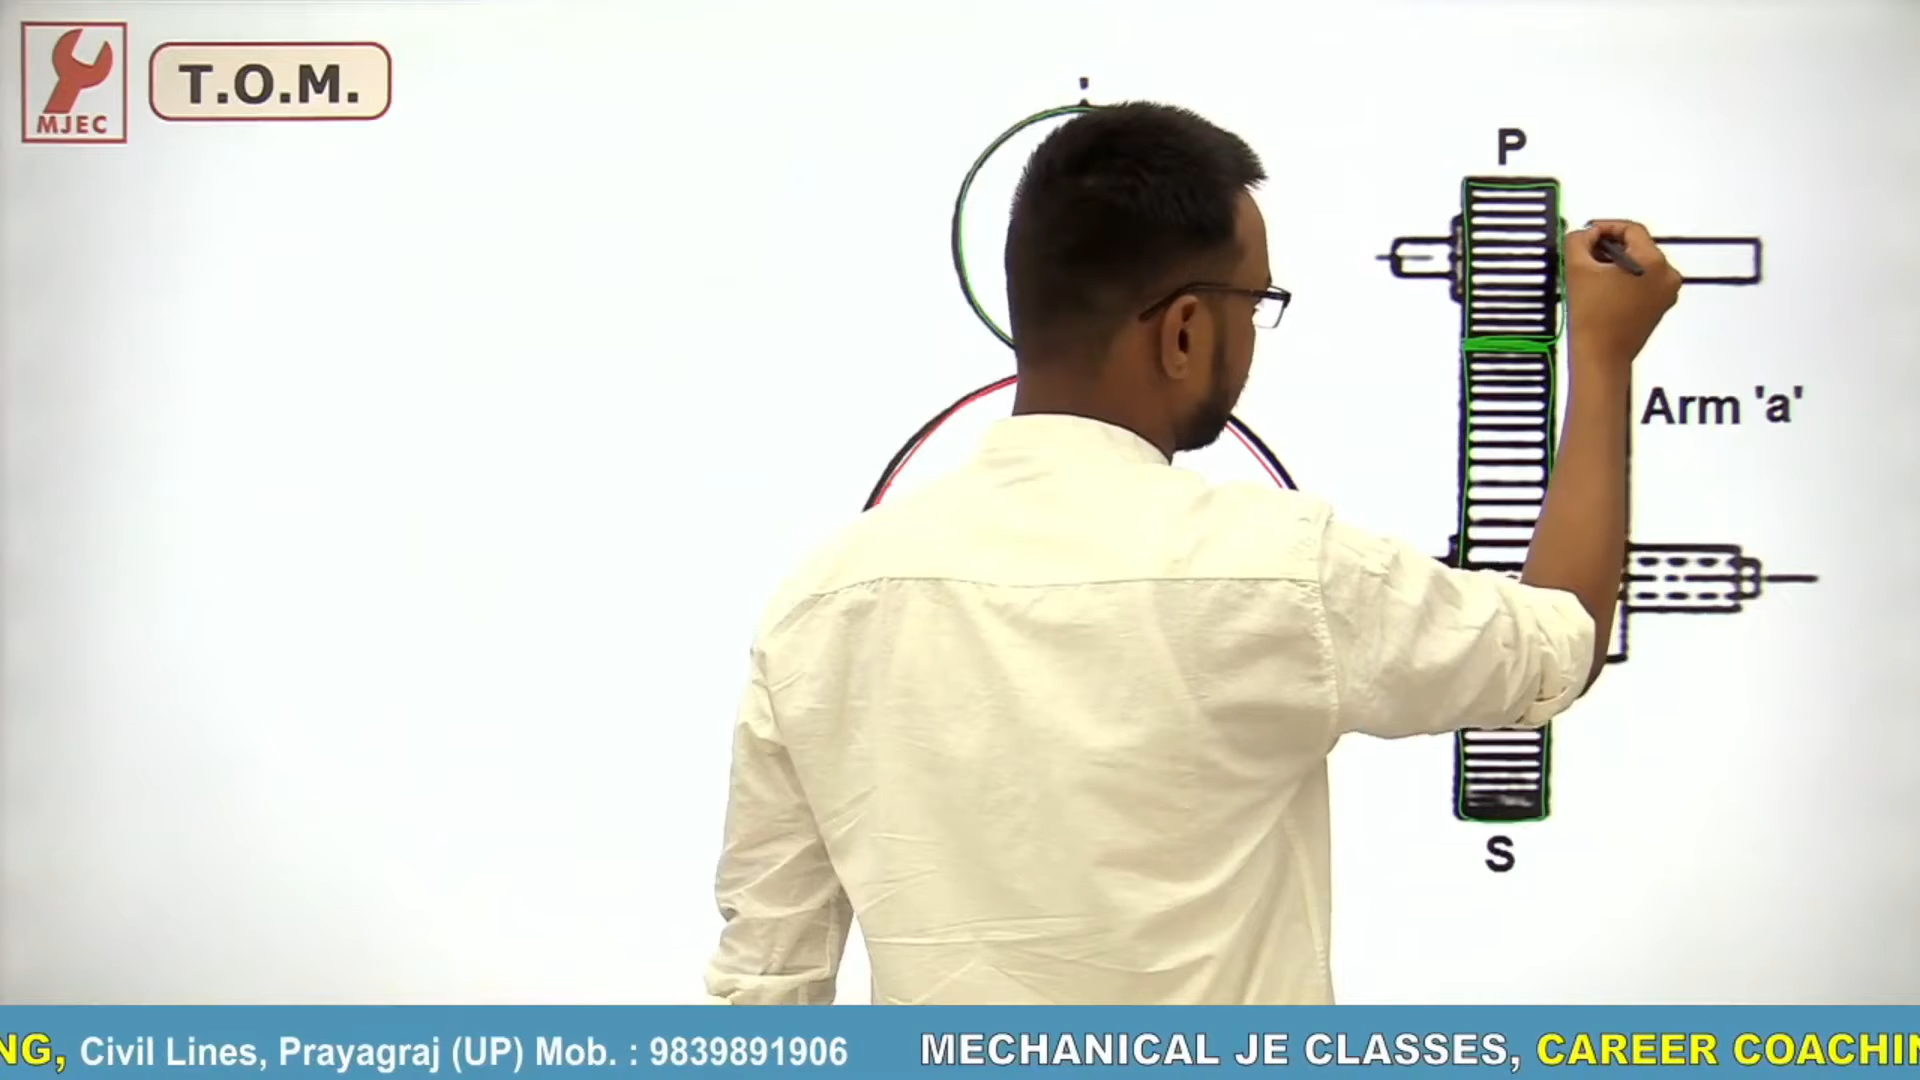 MJEC
T.O.M.
P
Arm 'a'
S
NG, Civil Lines, Prayagraj (UP) Mob. : 9839891906 MECHANICAL JE CLASSES, CAREER COACHIN